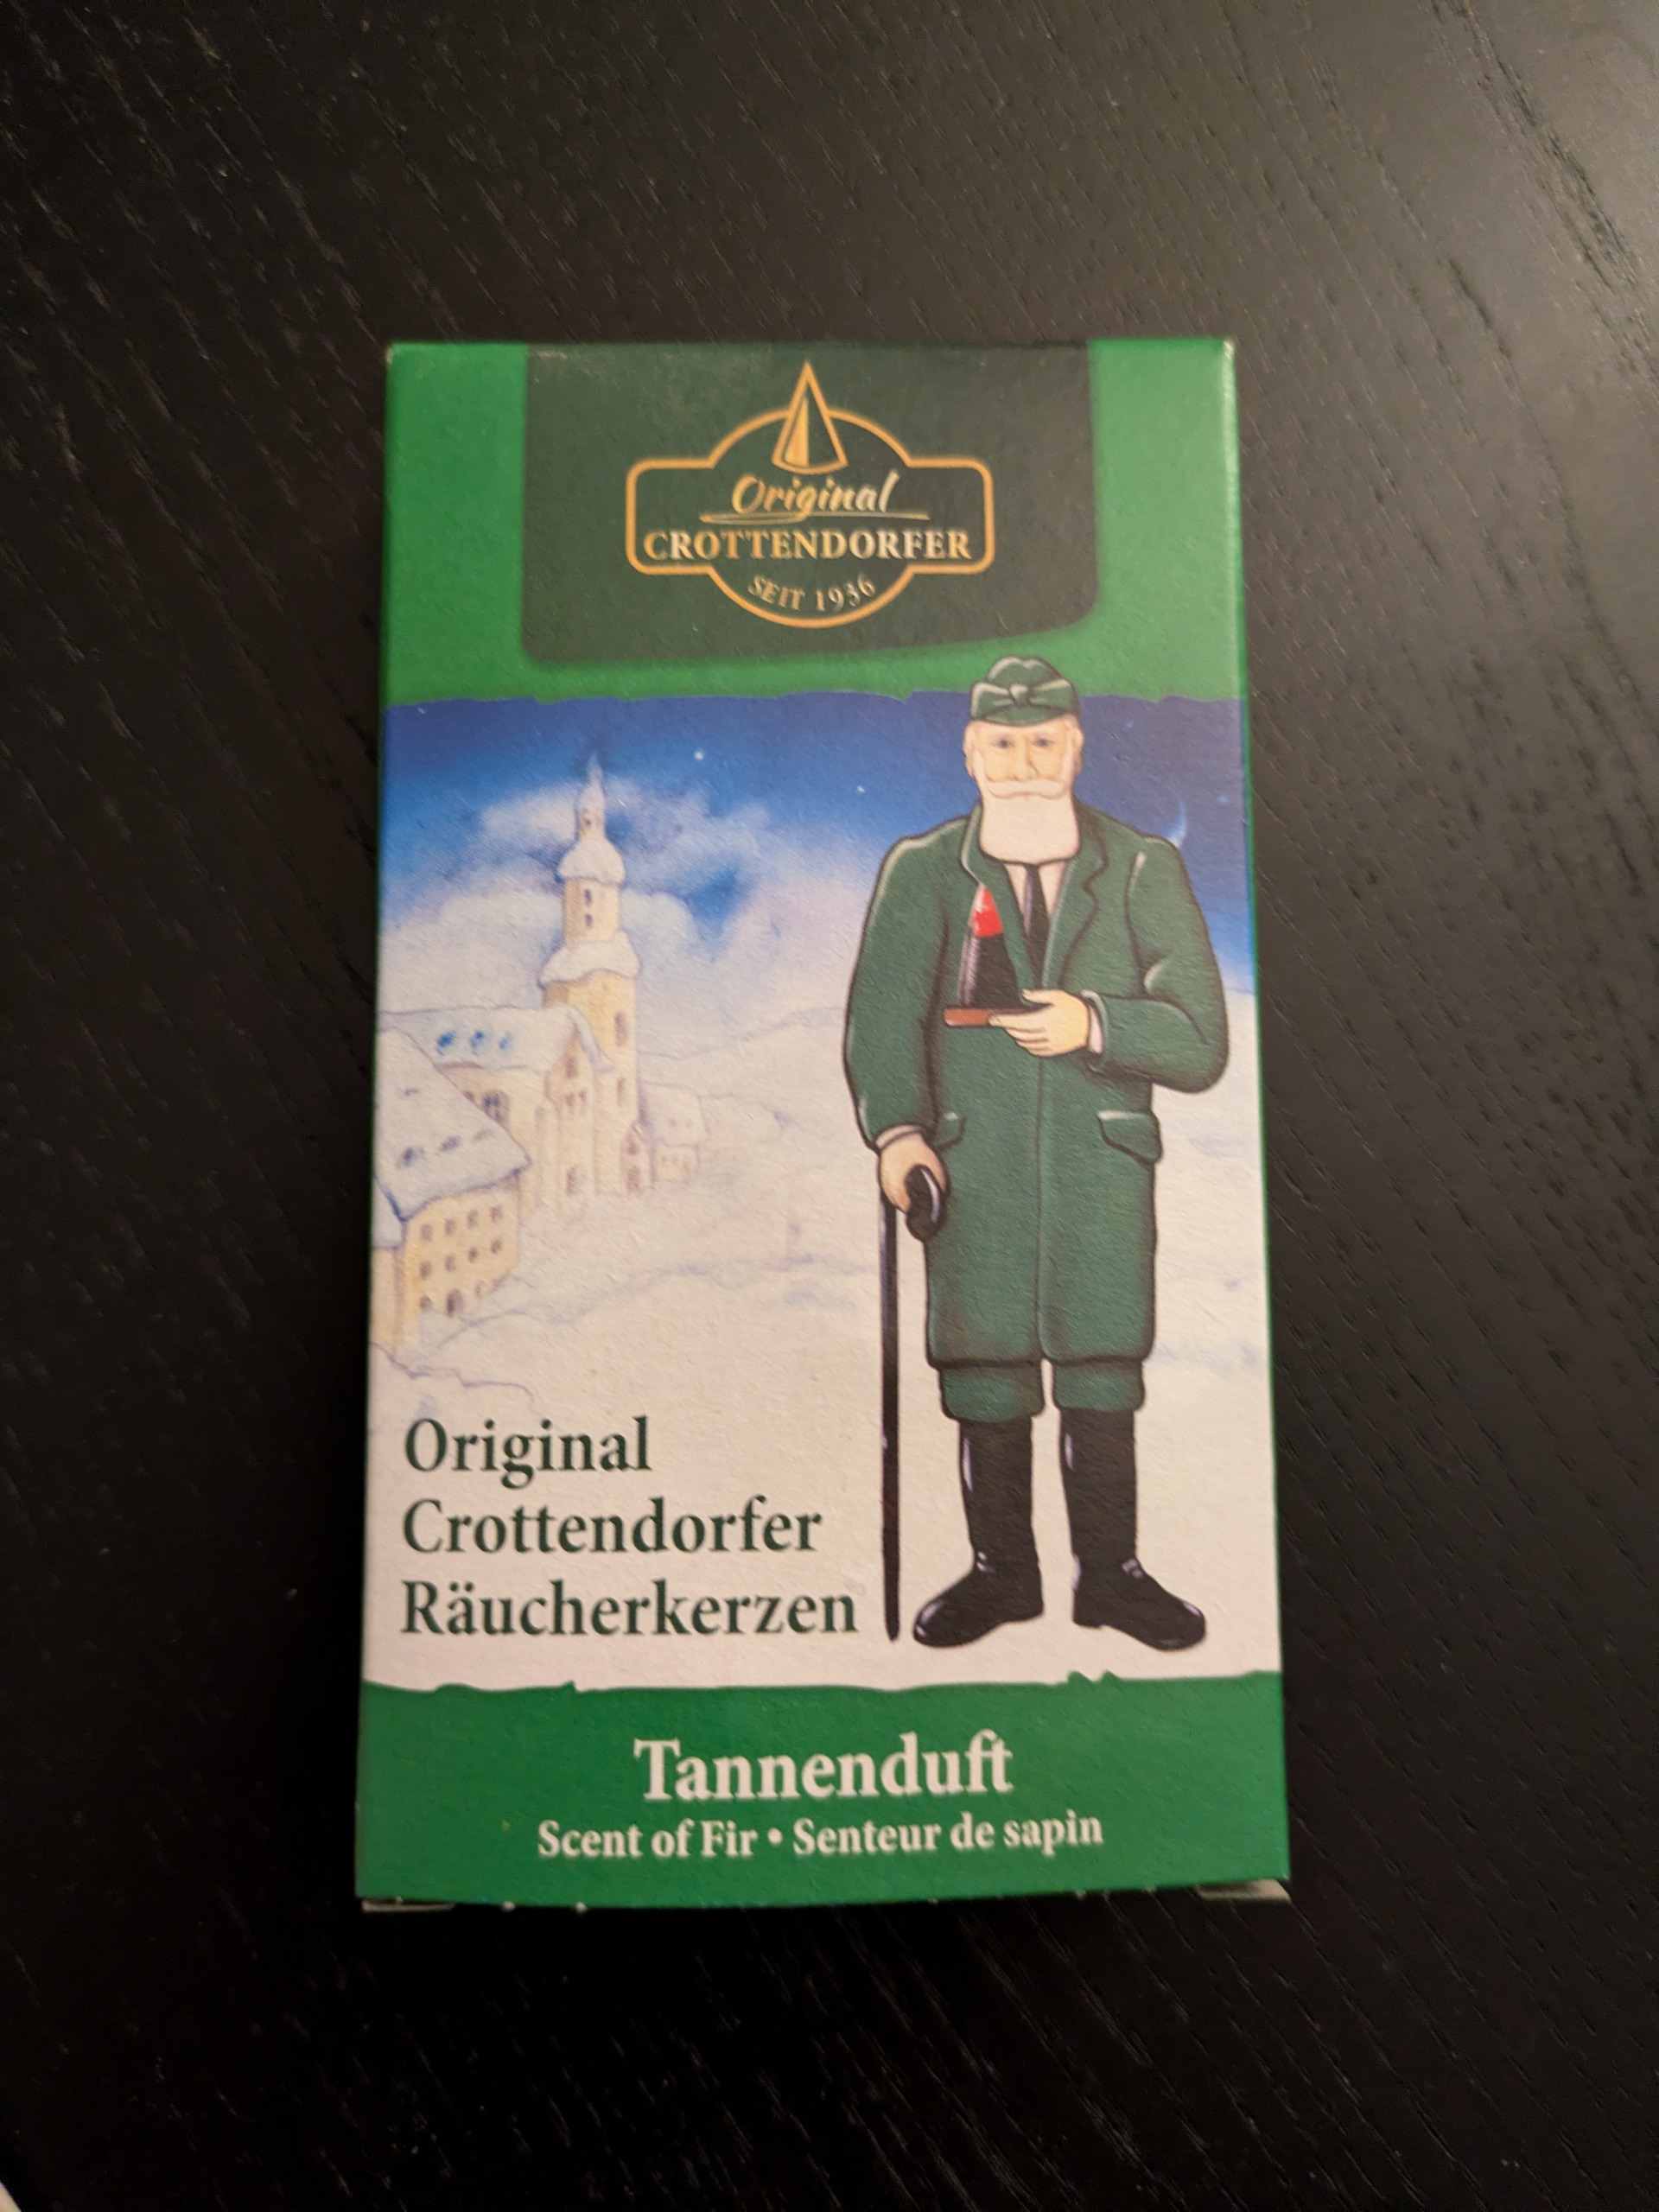 Original
CROTTENDORFER
SEIT 1936
Original
Crottendorfer
Räucherkerzen
Tannenduft
Scent of Fir • Senteur de sapin